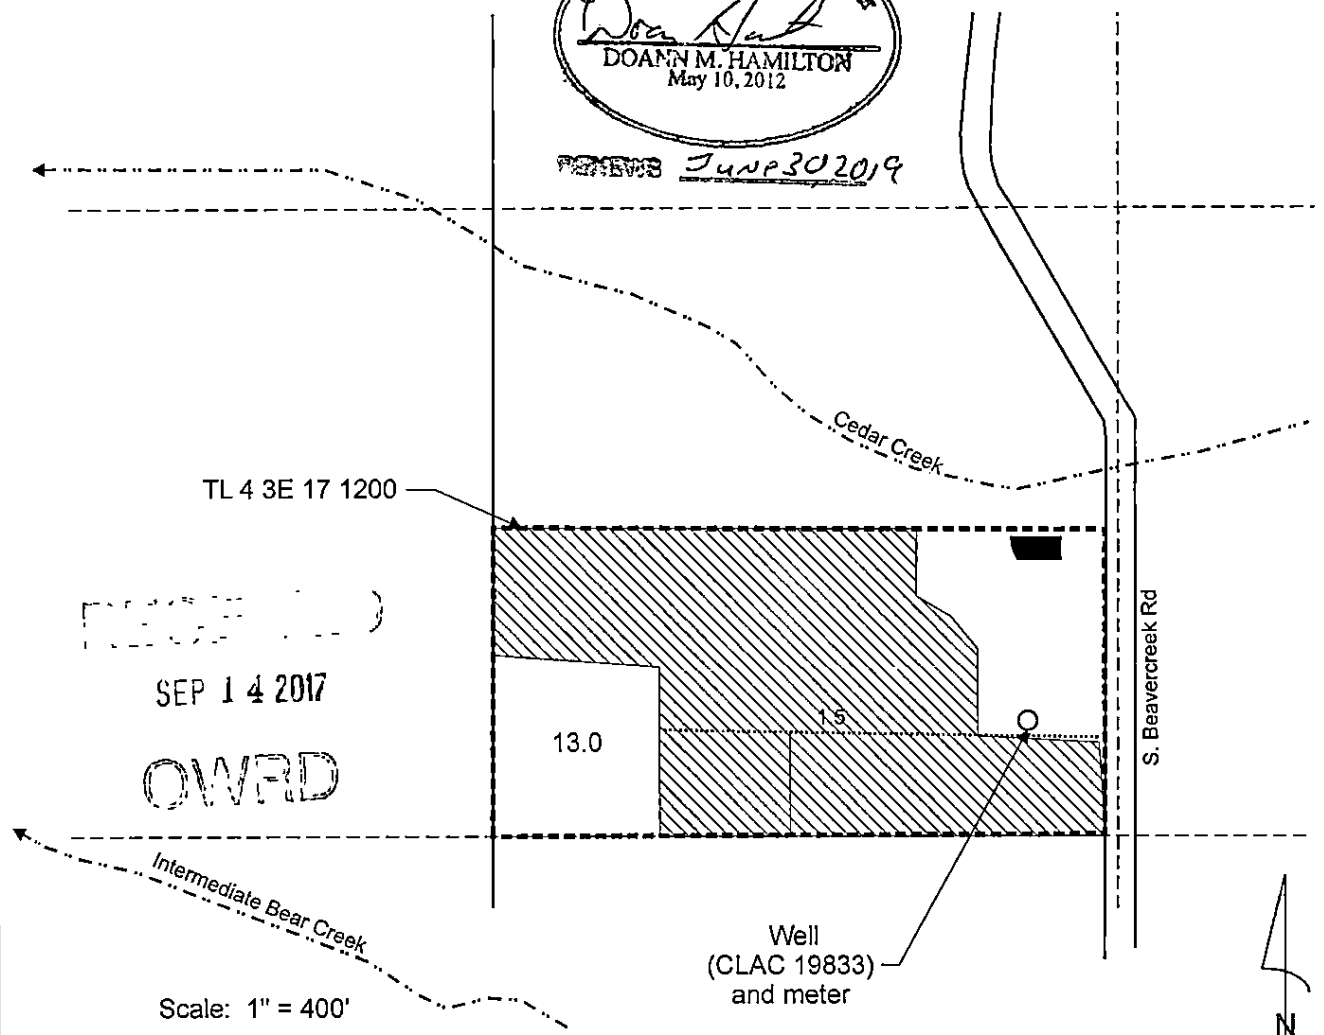 DOANN M. HAMILTON
May 10, 2012
June 30 2019
Cedar Creek
TL 4 3E 17 1200
S. Beavercreek Rd
SEP 14 2017
1.5
13.0
OWRD
Intermediate Bear Creek
Well
(CLAC 19833)
and meter
Scale: 1" = 400'
N